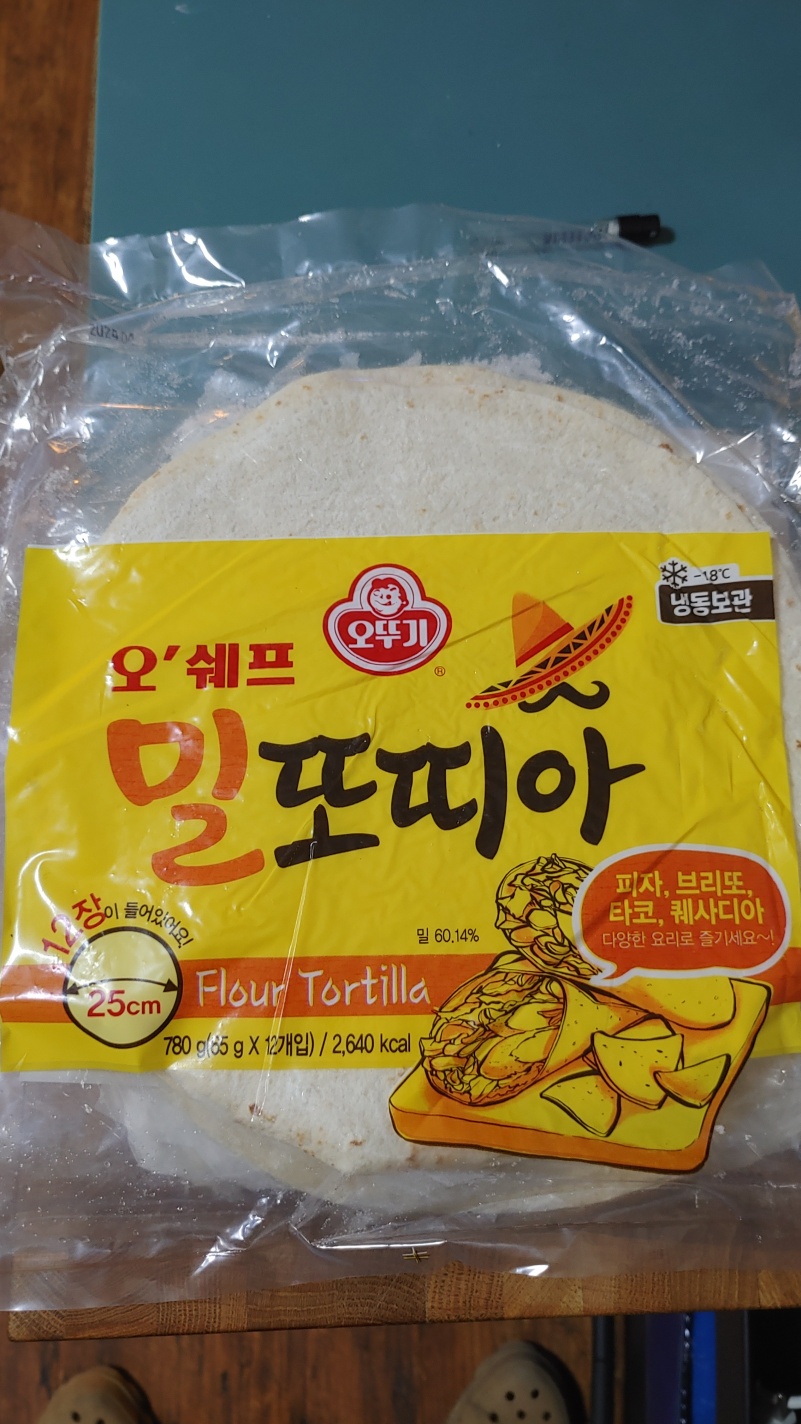 -18℃
냉동보관
오뚜기
®
오'쉐프
밀또띠아
12장이 들어있어요!
25cm
밀 60.14%
피자, 브리또,
타코, 퀘사디아
다양한 요리로 즐기세요~!
Flour Tortilla
780 g(65 g X 12개입) / 2,640 kcal